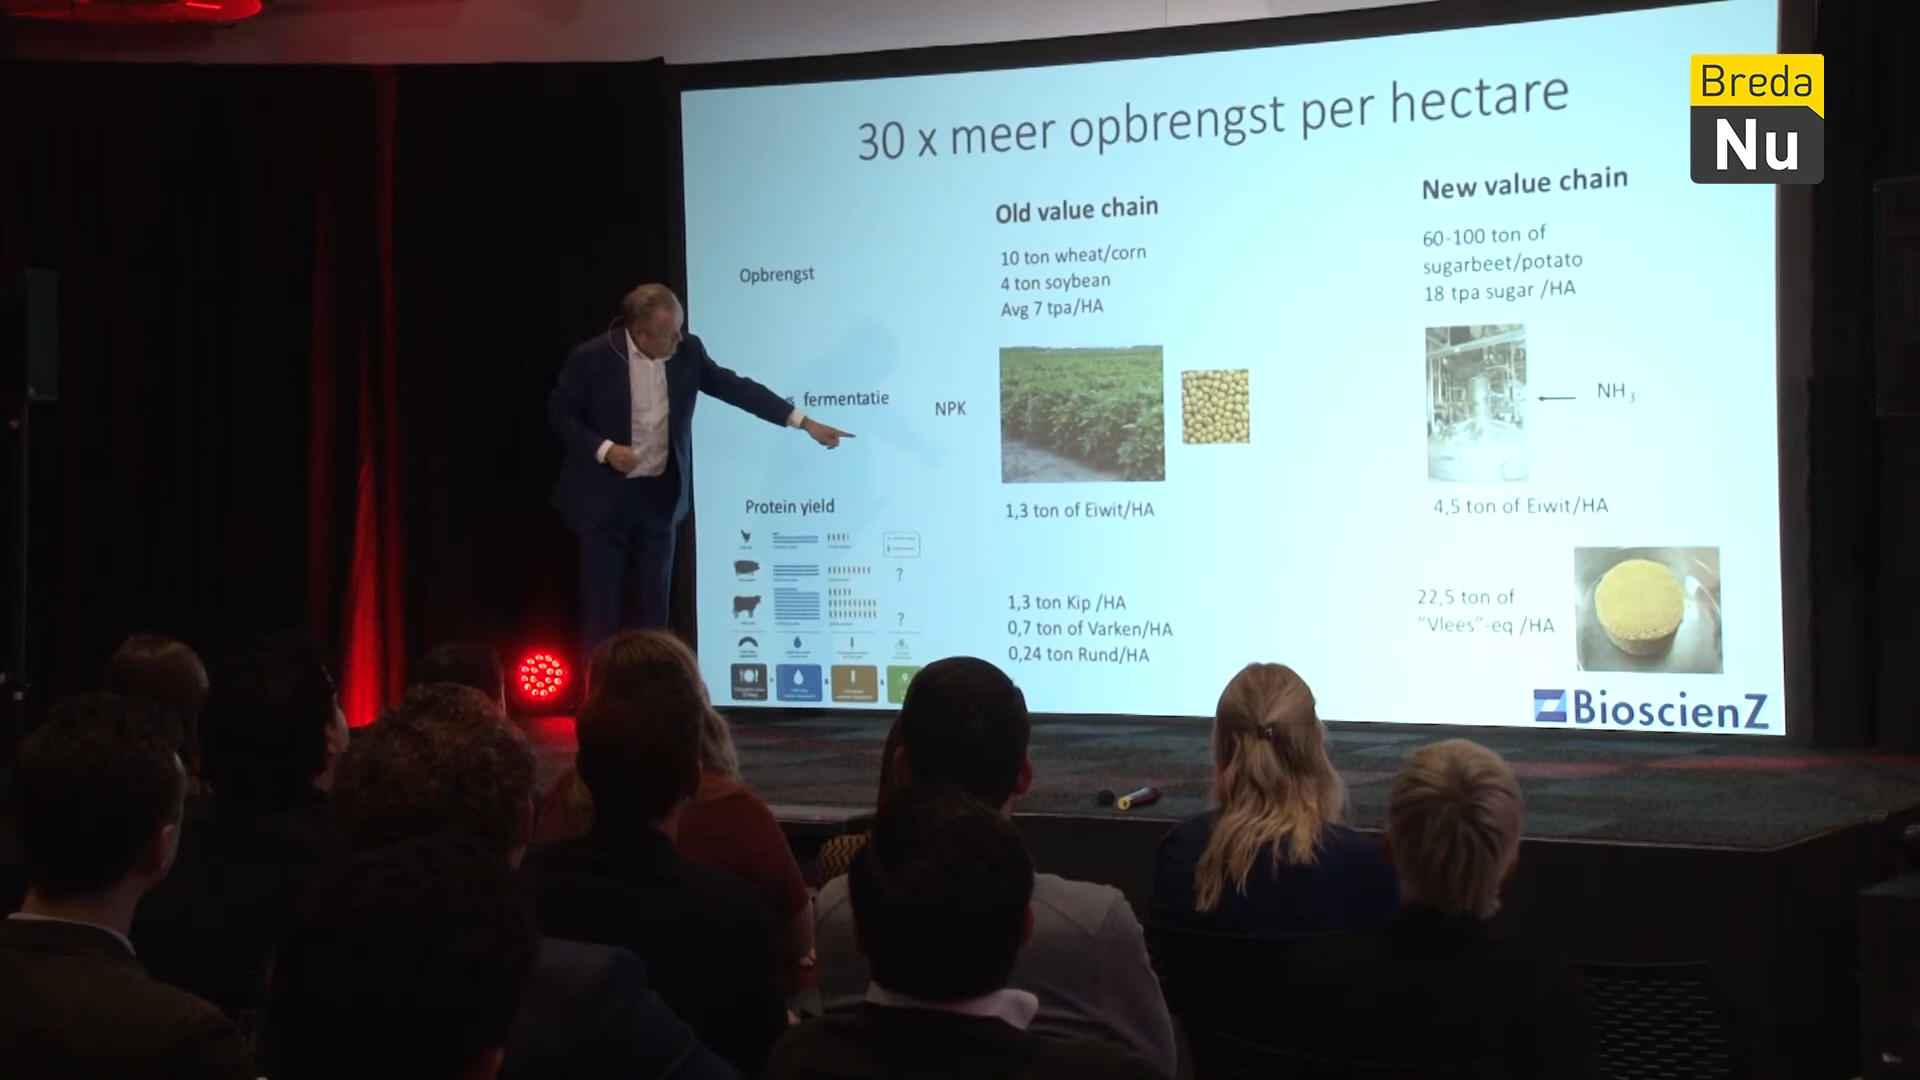 Breda
Nu
30 x meer opbrengst per hectare
Old value chain
New value chain
Opbrengst
10 ton wheat/corn
4 ton soybean
Avg 7 tpa/HA
60-100 ton of
sugarbeet/potato
18 tpa sugar /HA
fermentatie
NPK
NH3
Protein yield
1,3 ton of Eiwit/HA
4,5 ton of Eiwit/HA
?
?
1,3 ton Kip /HA
0,7 ton of Varken/HA
0,24 ton Rund/HA
22,5 ton of
"Vlees"-eq /HA
BioscienZ